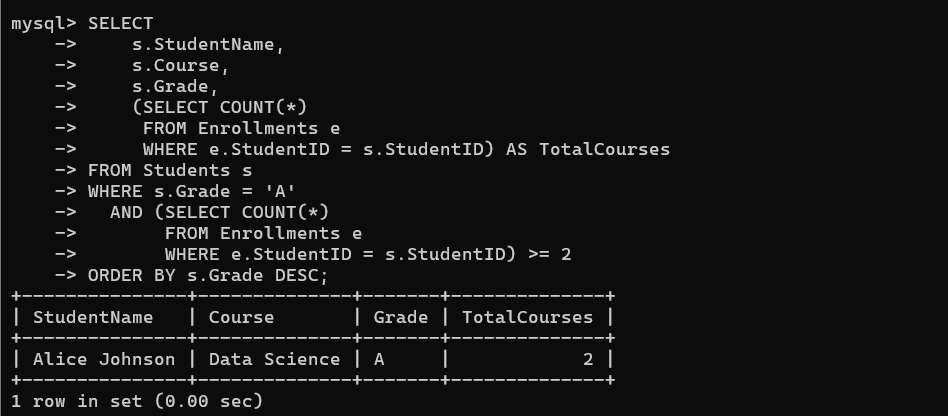 mysql> SELECT
    ->     s.StudentName,
    ->     s.Course,
    ->     s.Grade,
    ->     (SELECT COUNT(*)
    ->      FROM Enrollments e
    ->      WHERE e.StudentID = s.StudentID) AS TotalCourses
    -> FROM Students s
    -> WHERE s.Grade = 'A'
    ->   AND (SELECT COUNT(*)
    ->        FROM Enrollments e
    ->        WHERE e.StudentID = s.StudentID) >= 2
    -> ORDER BY s.Grade DESC;
+---------------+--------------+-------+--------------+
| StudentName   | Course       | Grade | TotalCourses |
+---------------+--------------+-------+--------------+
| Alice Johnson | Data Science | A     |            2 |
+---------------+--------------+-------+--------------+
1 row in set (0.00 sec)